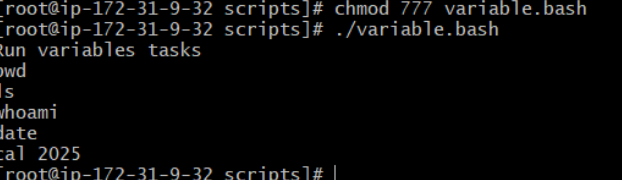 [root@ip-172-31-9-32 scripts]# chmod 777 variable.bash
[root@ip-172-31-9-32 scripts]# ./variable.bash
Run variables tasks
pwd
ls
whoami
date
cal 2025
[root@ip-172-31-9-32 scripts]#